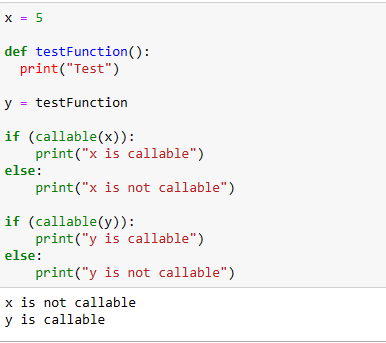 x = 5
def testFunction():
  print("Test")
y = testFunction
if (callable(x)):
    print("x is callable")
else:
    print("x is not callable")
if (callable(y)):
    print("y is callable")
else:
    print("y is not callable")
x is not callable
y is callable